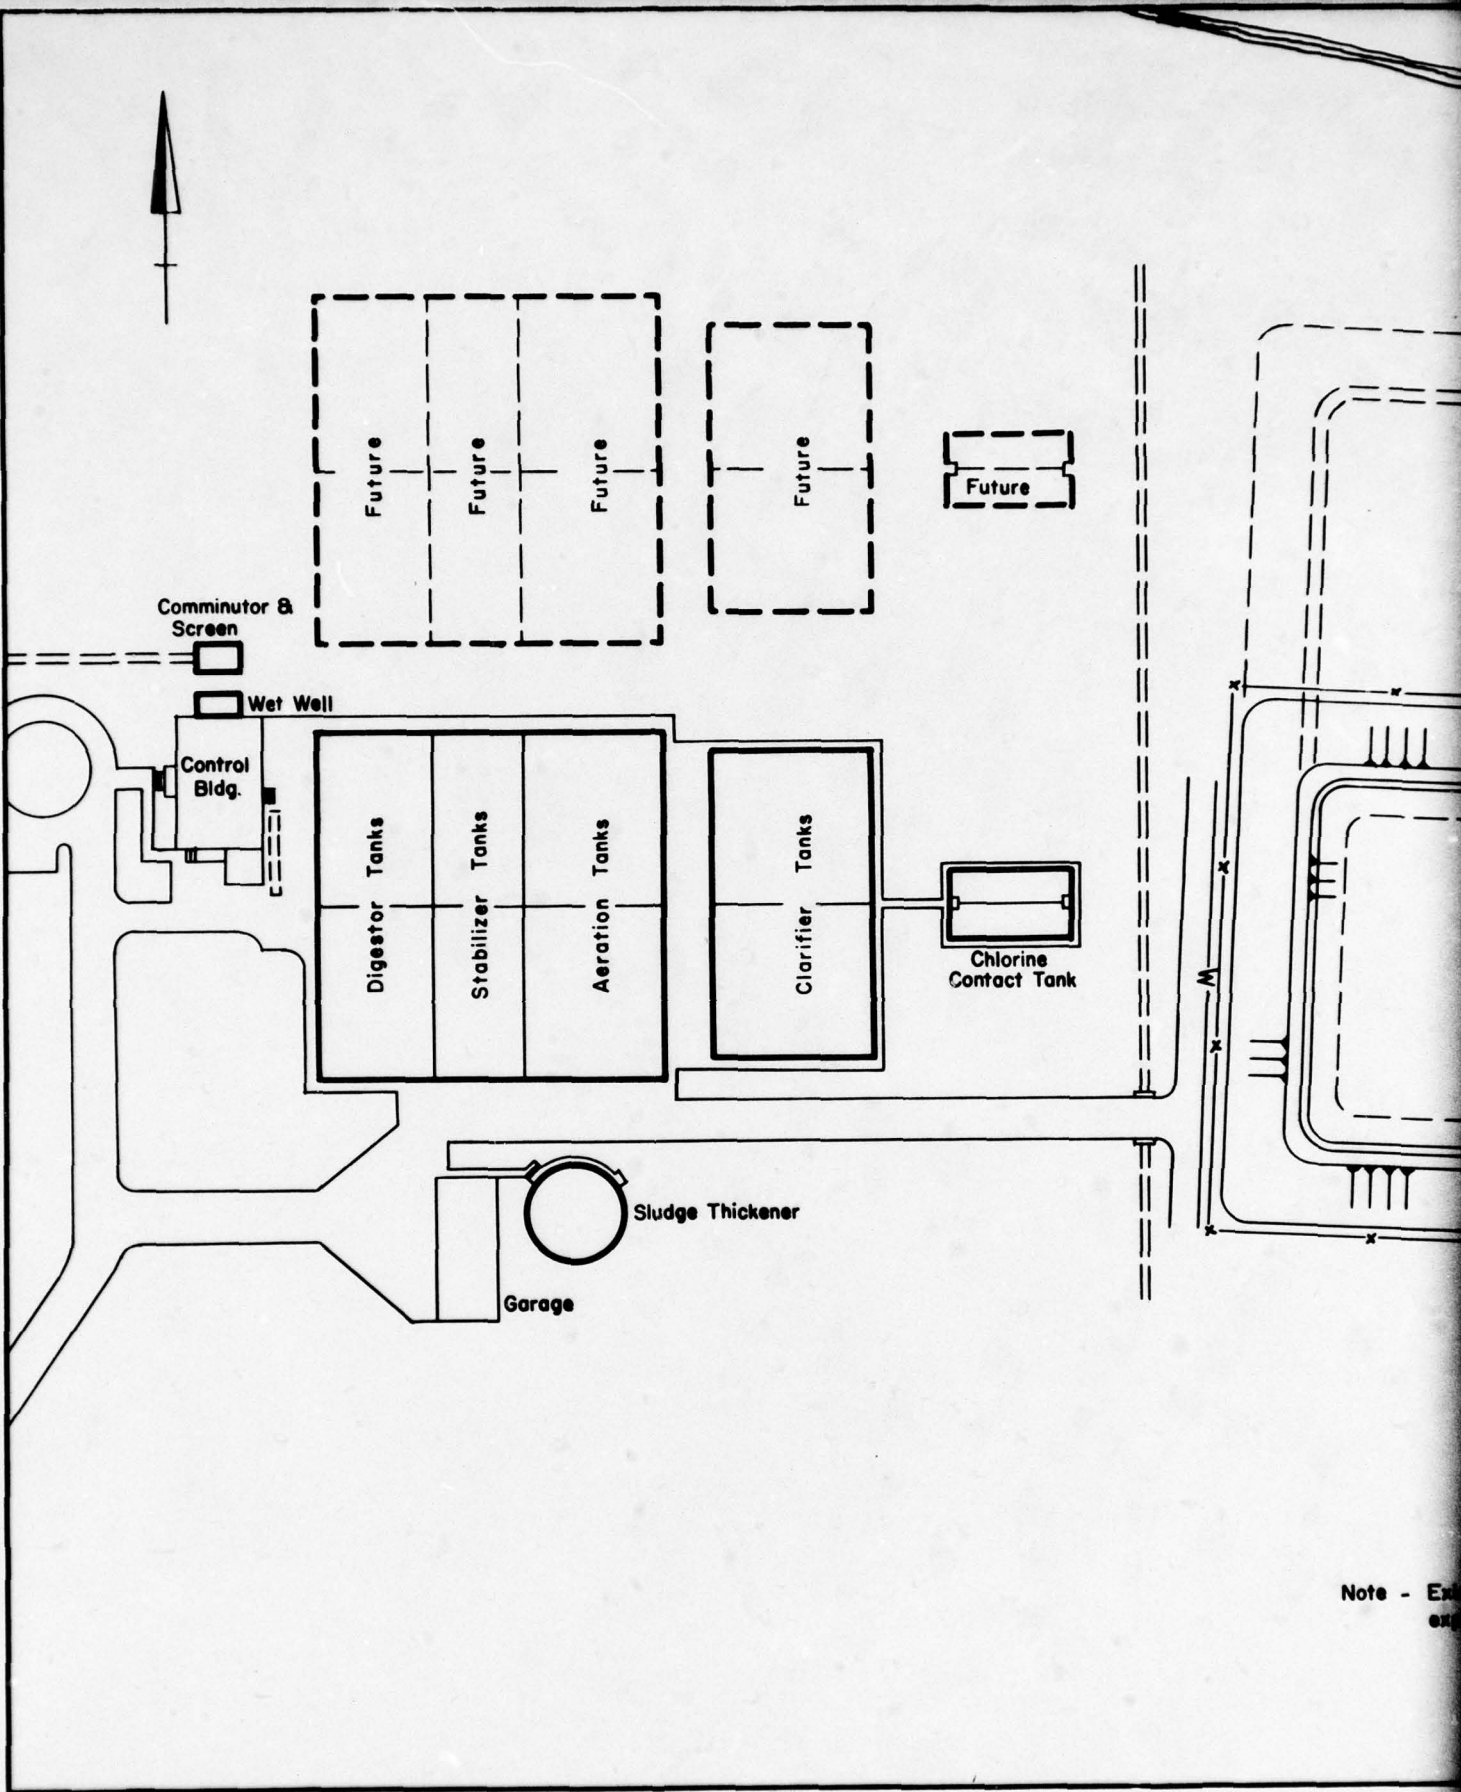 Future
Future
Future
Future
Future
Comminutor &
Screen
Wet Well
Control
Bldg.
Digestor Tanks
Stabilizer Tanks
Aeration Tanks
Clarifier Tanks
Chlorine
Contact Tank
W
Sludge Thickener
Garage
Note -